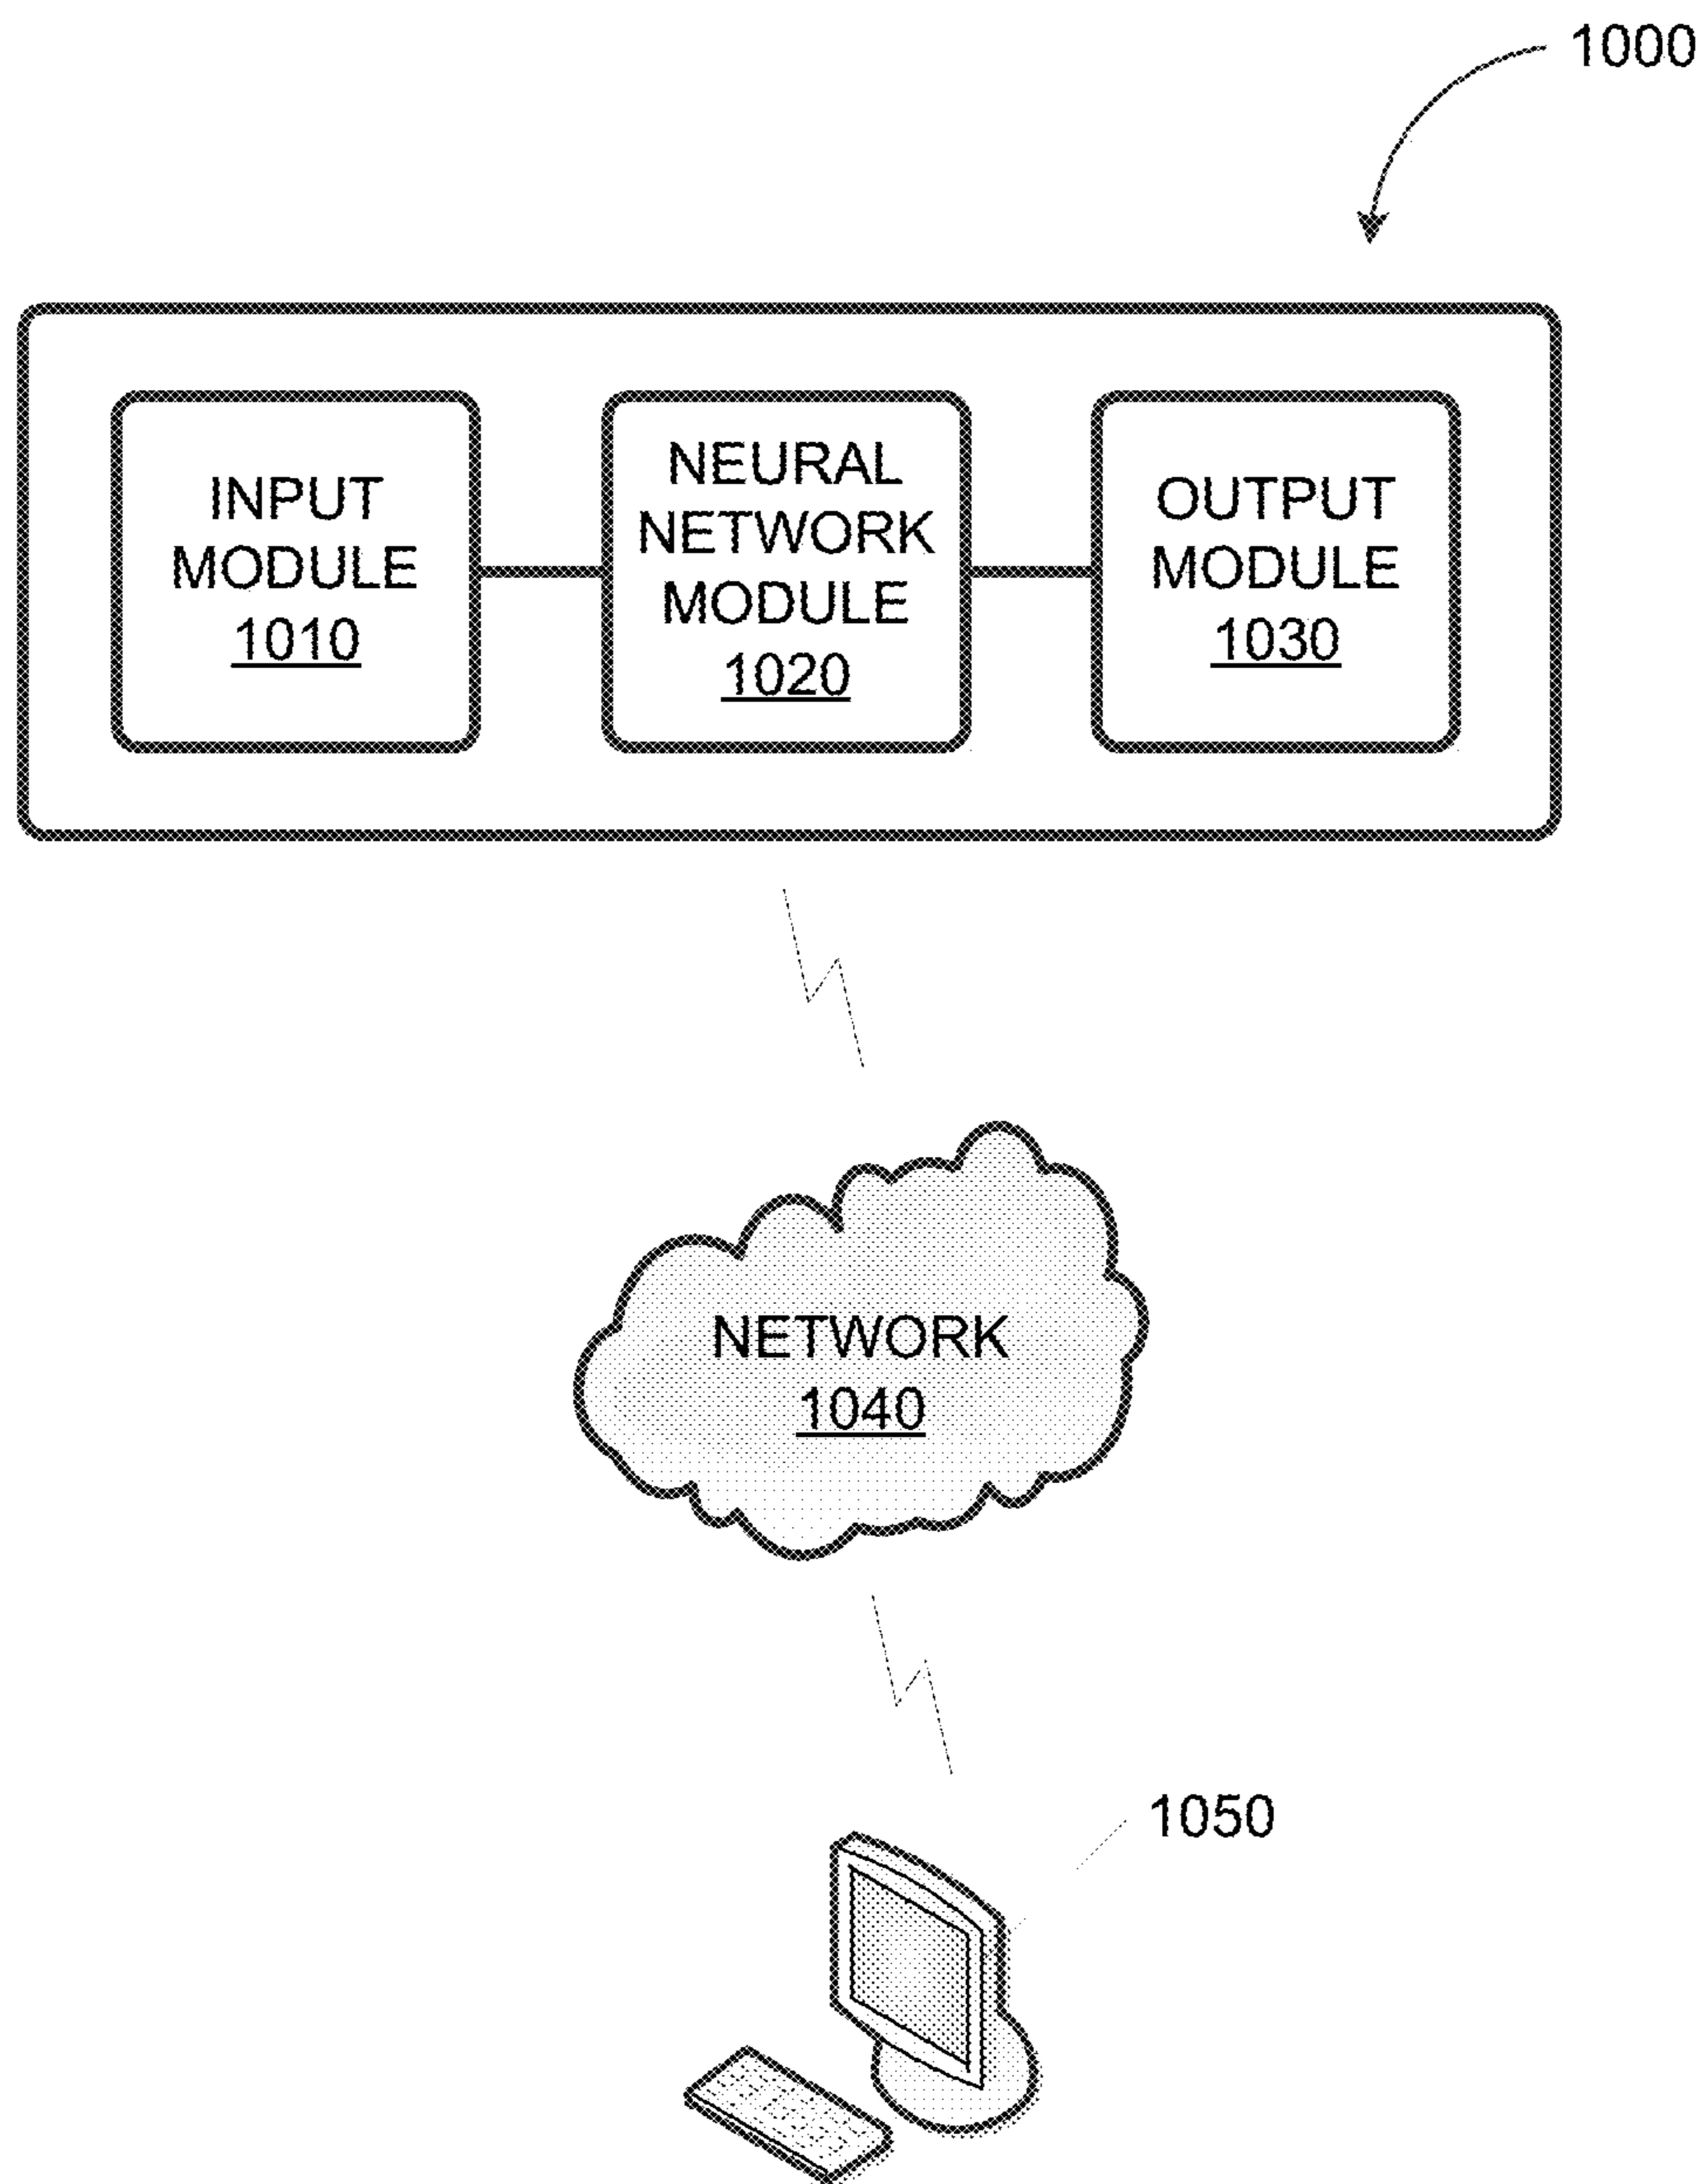 1000
INPUT
MODULE
1010
NEURAL
NETWORK
MODULE
1020
OUTPUT
MODULE
1030
NETWORK
1040
1050